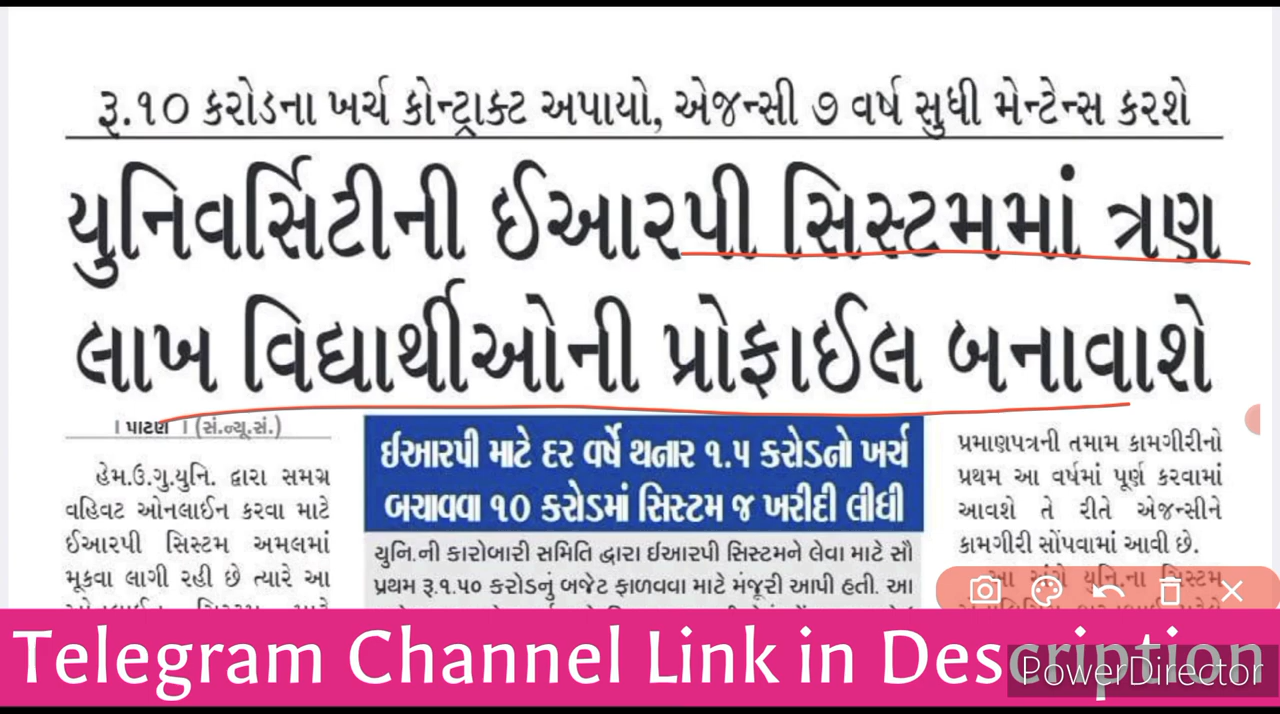 રૂ.૧૦ કરોડના ખર્ચ કોન્ટ્રાક્ટ અપાયો, એજન્સી ૭ વર્ષ સુધી મેન્ટેન્સ કરશે
યુનિવર્સિટીની ઈઆરપી સિસ્ટમમાં ત્રણ
લાખ વિદ્યાર્થીઓની પ્રોફાઈલ બનાવાશે
| પાટણ | (સં.ન્યૂ.સં.)
હેમ.ઉ.ગુ.યુનિ. દ્વારા સમગ્ર
વહિવટ ઓનલાઈન કરવા માટે
ઈઆરપી સિસ્ટમ અમલમાં
મૂકવા લાગી રહી છે ત્યારે આ
ઈઆરપી માટે દર વર્ષે થનાર ૧.૫ કરોડનો ખર્ચ
બચાવવા ૧૦ કરોડમાં સિસ્ટમ જ ખરીદી લીધી
યુનિ.ની કારોબારી સમિતિ દ્વારા ઈઆરપી સિસ્ટમને લેવા માટે સૌ
પ્રથમ રૂ.૧.૫૦ કરોડનું બજેટ ફાળવવા માટે મંજૂરી આપી હતી. આ
પ્રમાણપત્રની તમામ કામગીરીનો
પ્રથમ આ વર્ષમાં પૂર્ણ કરવામાં
આવશે તે રીતે એજન્સીને
કામગીરી સોંપવામાં આવી છે.
આ અંગે યુનિ.ના સિસ્ટમ
Telegram Channel Link in Description
PowerDirector